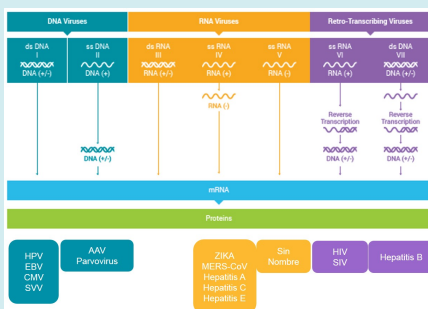 DNA Viruses
RNA Viruses
Retro-Transcribing Viruses
ds DNA
I
DNA (+/-)
ss DNA
II
DNA (+)
ds RNA
III
RNA (+/-)
ss RNA
IV
RNA (+)
ss RNA
V
RNA (-)
ss RNA
VI
RNA (+)
ds DNA
VII
DNA (+/-)
RNA (-)
Reverse
Transcription
Reverse
Transcription
DNA (+/-)
DNA (+/-)
DNA (+/-)
mRNA
Proteins
HPV
EBV
CMV
SVV
AAV
Parvovirus
ZIKA
MERS-CoV
Hepatitis A
Hepatitis C
Hepatitis E
Sin
Nombre
HIV
SIV
Hepatitis B